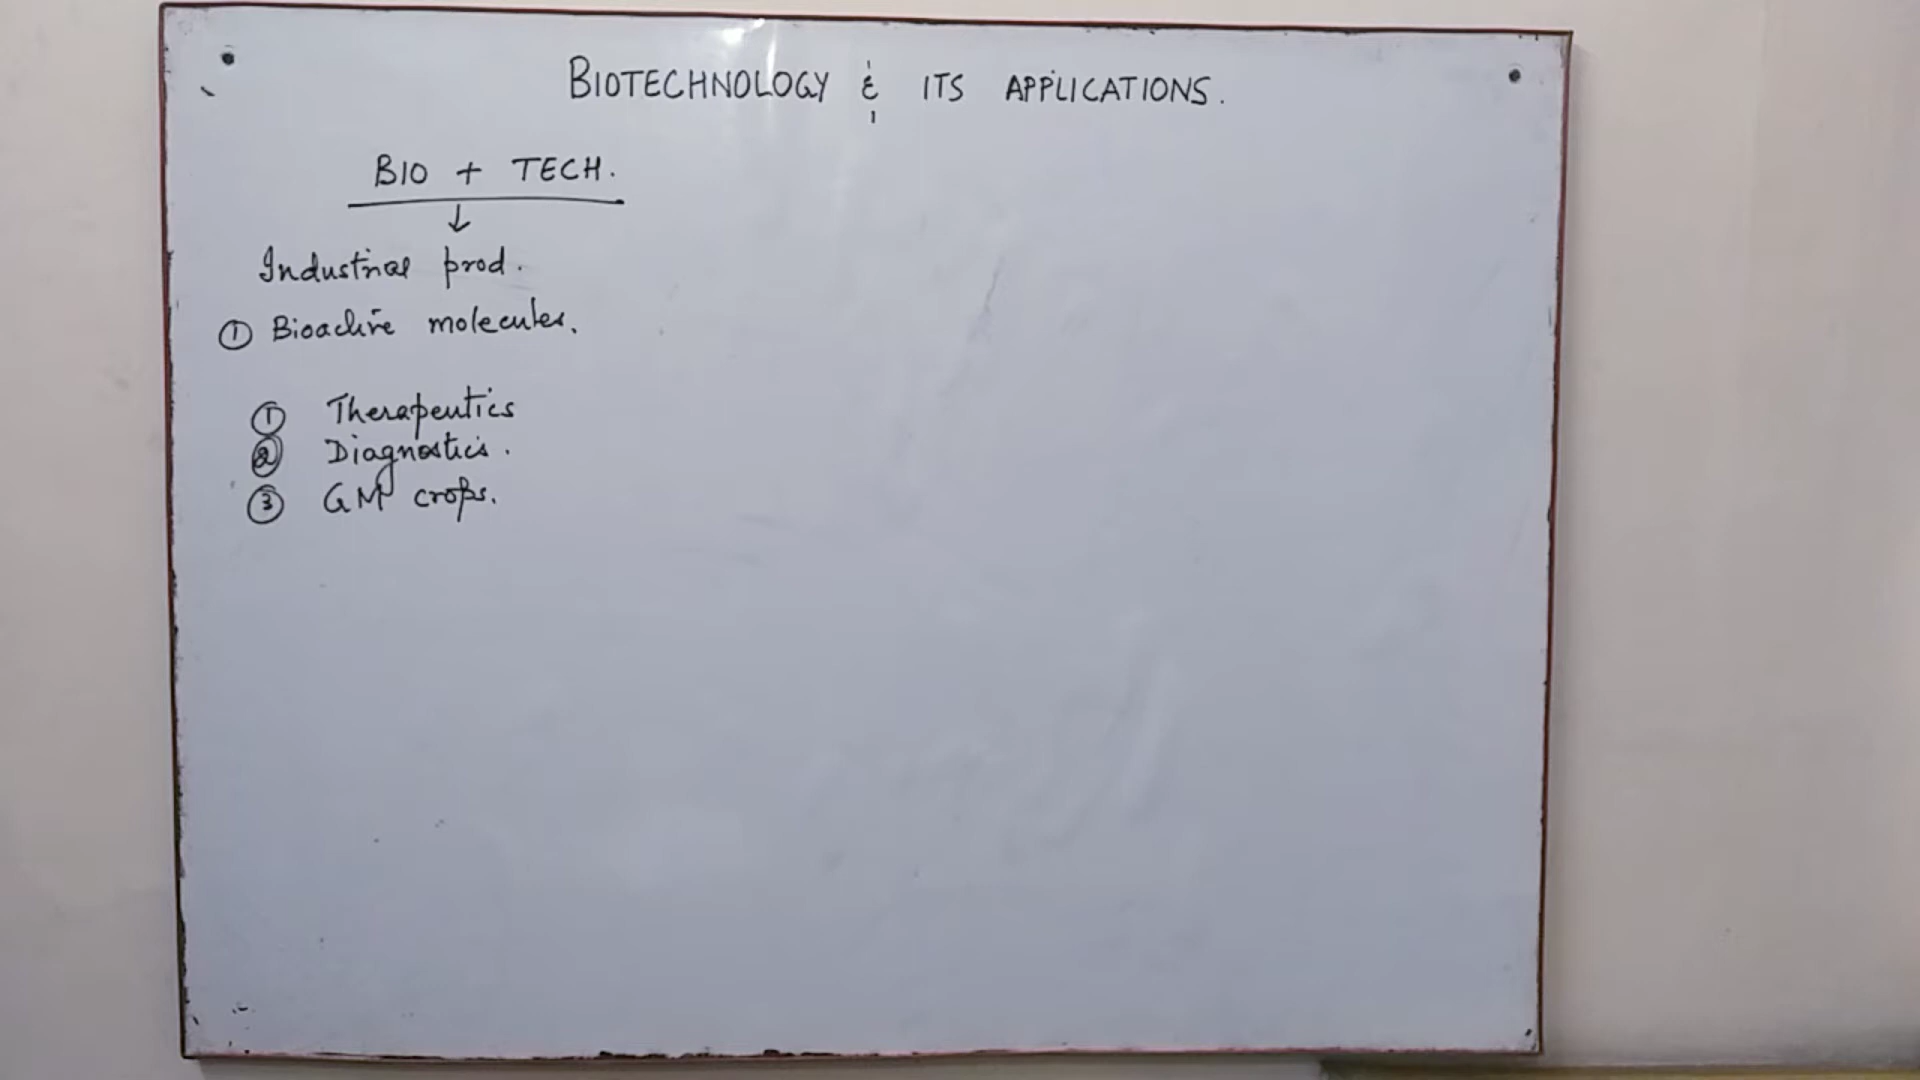 BIOTECHNOLOGY & ITS APPLICATIONS.
BIO + TECH.
↓
Industrial prod.
① Bioactive molecules.
① Therapeutics
② Diagnostics.
③ GM crops.